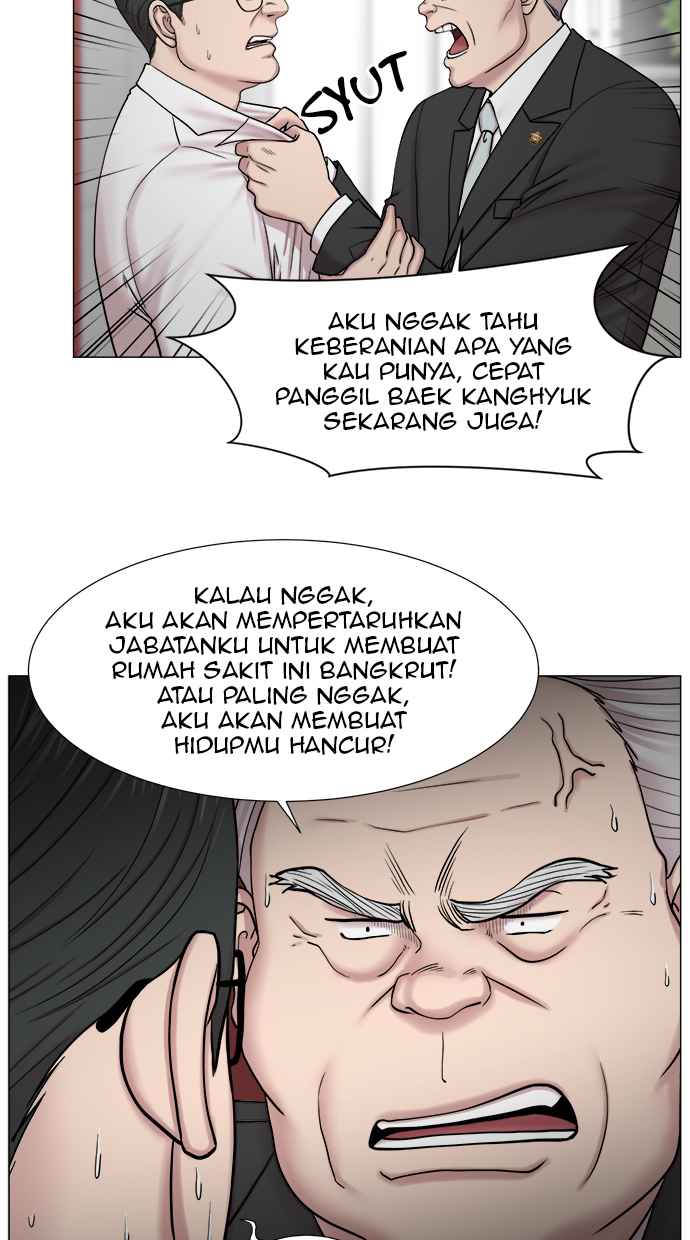 SYUT
AKU NGGAK TAHU
KEBERANIAN APA YANG
KAU PUNYA, CEPAT
PANGGIL BAEK KANGHYUK
SEKARANG JUGA!
KALAU NGGAK,
AKU AKAN MEMPERTARUHKAN
JABATANKU UNTUK MEMBUAT
RUMAH SAKIT INI BANGKRUT!
ATAU PALING NGGAK,
AKU AKAN MEMBUAT
HIDUPMU HANCUR!